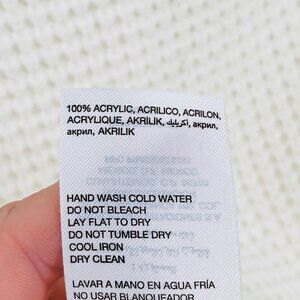 100% ACRYLIC, ACRILICO, ACRILON,
ACRYLIQUE, AKRİLİK, أكريليك, акрил,
акрил, AKRILIK
HAND WASH COLD WATER
DO NOT BLEACH
LAY FLAT TO DRY
DO NOT TUMBLE DRY
COOL IRON
DRY CLEAN
LAVAR A MANO EN AGUA FRÍA
NO USAR BLANQUEADOR